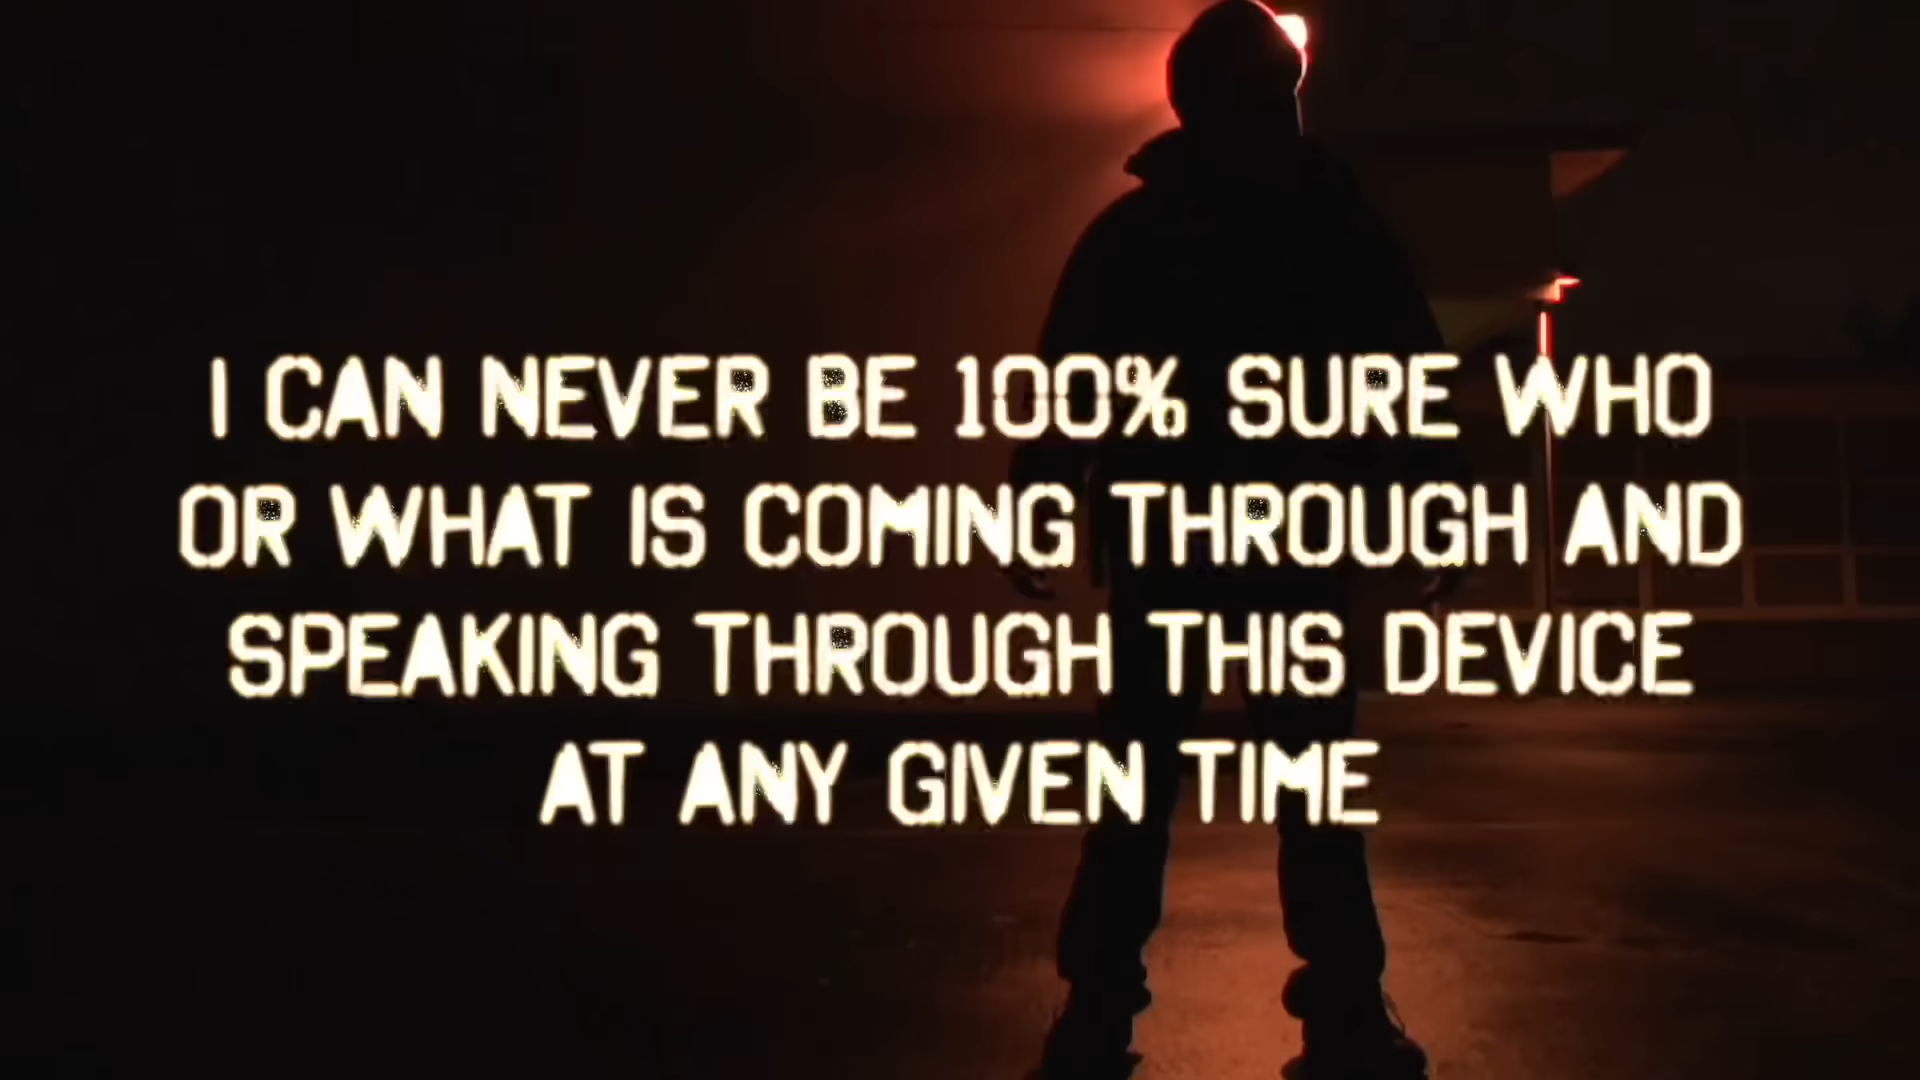 I CAN NEVER BE 100% SURE WHO
OR WHAT IS COMING THROUGH AND
SPEAKING THROUGH THIS DEVICE
AT ANY GIVEN TIME